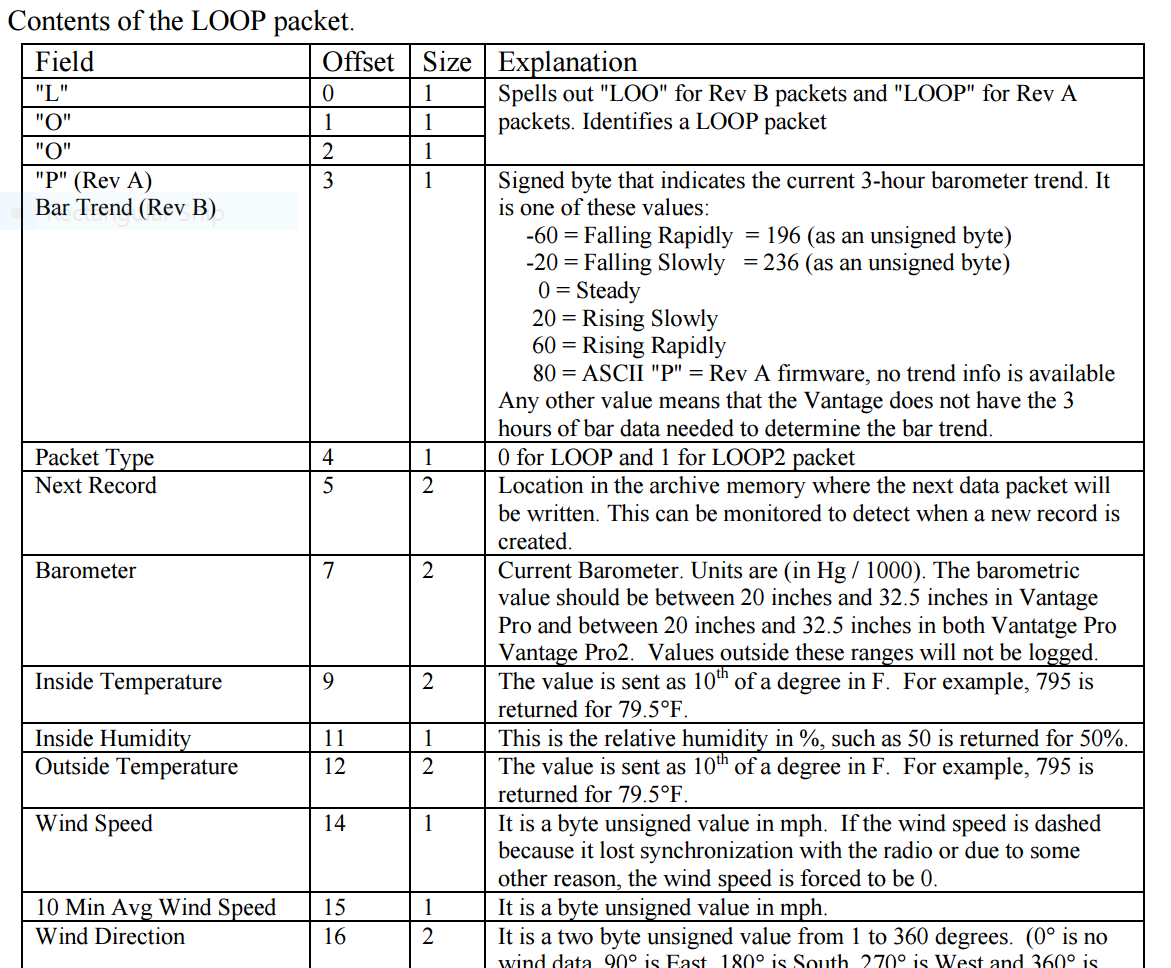 Contents of the LOOP packet.
Field Offset Size Explanation
"L" 0 1 Spells out "LOO" for Rev B packets and "LOOP" for Rev A
"O" 1 1 packets. Identifies a LOOP packet
"O" 2 1
"P" (Rev A) 3 1 Signed byte that indicates the current 3-hour barometer trend. It
Bar Trend (Rev B) is one of these values:
-60 = Falling Rapidly = 196 (as an unsigned byte)
-20 = Falling Slowly = 236 (as an unsigned byte)
0 = Steady
20 = Rising Slowly
60 = Rising Rapidly
80 = ASCII "P" = Rev A firmware, no trend info is available
Any other value means that the Vantage does not have the 3
hours of bar data needed to determine the bar trend.
Packet Type 4 1 0 for LOOP and 1 for LOOP2 packet
Next Record 5 2 Location in the archive memory where the next data packet will
be written. This can be monitored to detect when a new record is
created.
Barometer 7 2 Current Barometer. Units are (in Hg / 1000). The barometric
value should be between 20 inches and 32.5 inches in Vantage
Pro and between 20 inches and 32.5 inches in both Vantatge Pro
Vantage Pro2. Values outside these ranges will not be logged.
Inside Temperature 9 2 The value is sent as 10th of a degree in F. For example, 795 is
returned for 79.5°F.
Inside Humidity 11 1 This is the relative humidity in %, such as 50 is returned for 50%.
Outside Temperature 12 2 The value is sent as 10th of a degree in F. For example, 795 is
returned for 79.5°F.
Wind Speed 14 1 It is a byte unsigned value in mph. If the wind speed is dashed
because it lost synchronization with the radio or due to some
other reason, the wind speed is forced to be 0.
10 Min Avg Wind Speed 15 1 It is a byte unsigned value in mph.
Wind Direction 16 2 It is a two byte unsigned value from 1 to 360 degrees. (0° is no
wind data, 90° is East, 180° is South, 270° is West and 360° is